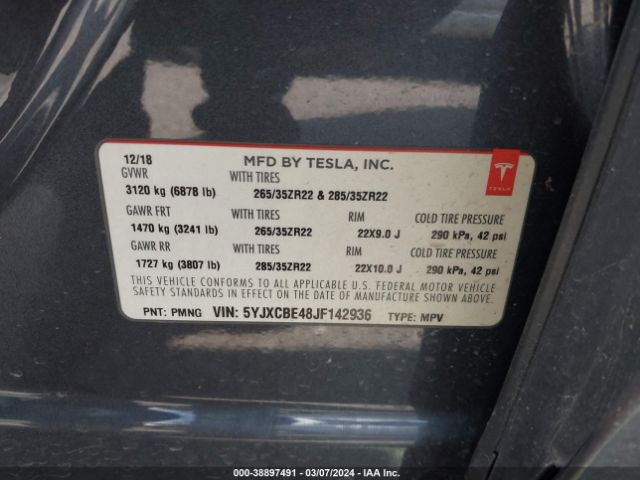 12/18 MFD BY TESLA, INC.
GVWR WITH TIRES
3120 kg (6878 lb) 265/35ZR22 & 285/35ZR22
TESLA
GAWR FRT WITH TIRES RIM COLD TIRE PRESSURE
1470 kg (3241 lb) 265/35ZR22 22X9.0 J 290 kPa, 42 psi
GAWR RR WITH TIRES RIM COLD TIRE PRESSURE
1727 kg (3807 lb) 285/35ZR22 22X10.0 J 290 kPa, 42 psi
THIS VEHICLE CONFORMS TO ALL APPLICABLE U.S. FEDERAL MOTOR VEHICLE
SAFETY STANDARDS IN EFFECT ON THE DATE OF MANUFACTURE SHOWN ABOVE.
PNT: PMNG VIN: 5YJXCBE48JF142936 TYPE: MPV
000-38897491 - 03/07/2024 - IAA Inc.